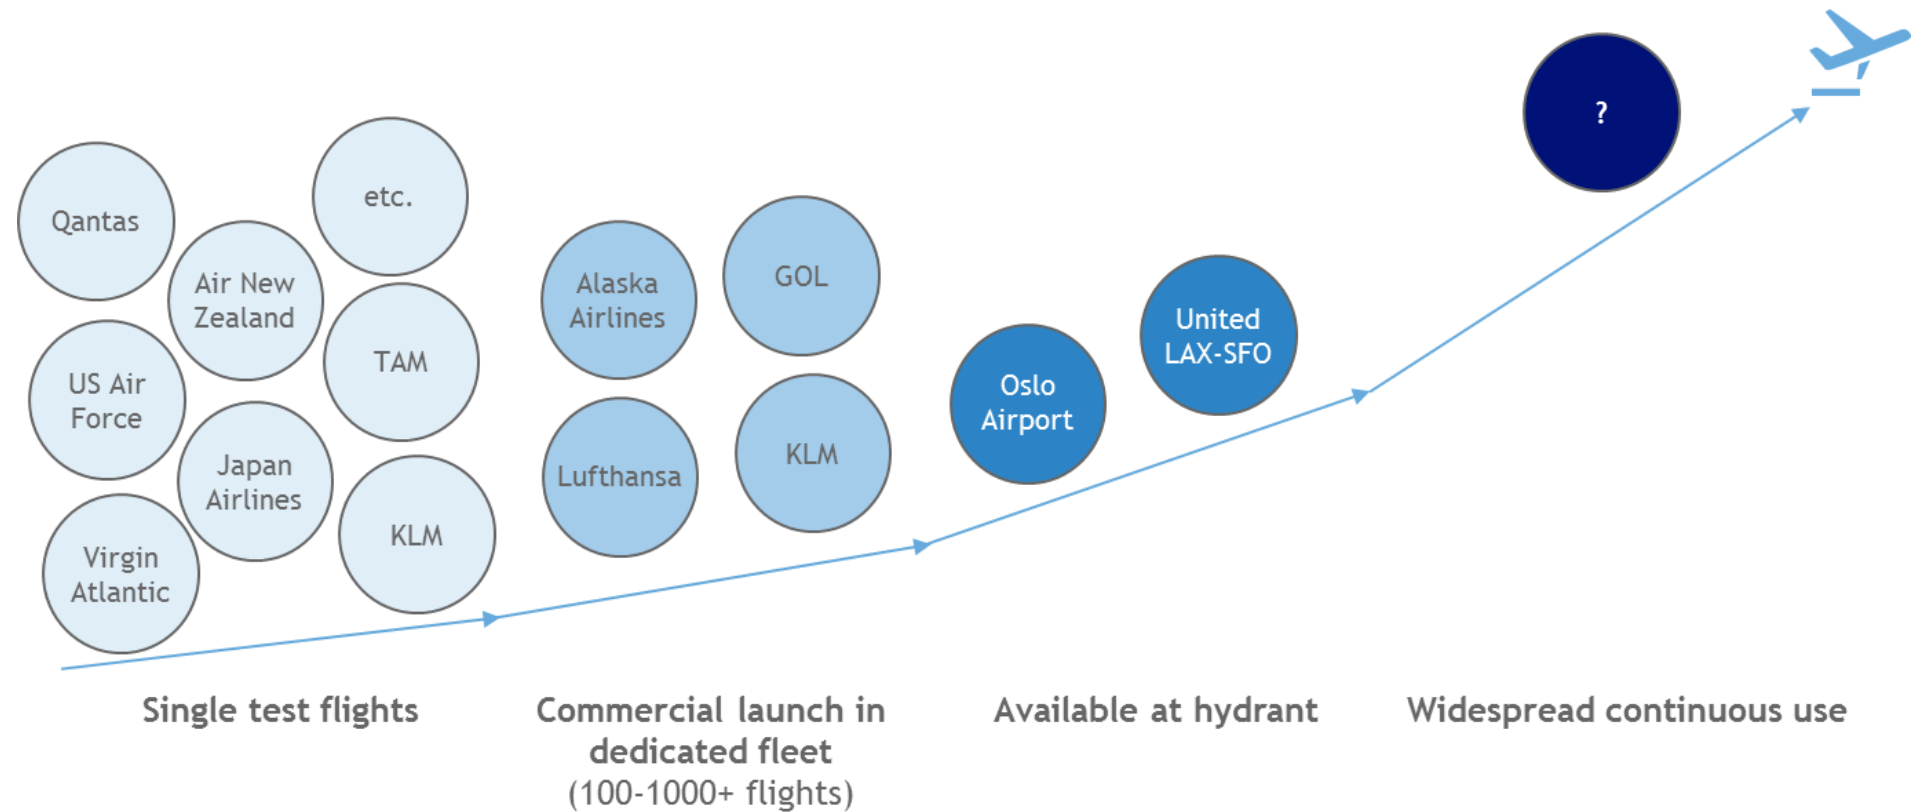 Qantas
US Air
Force
Virgin
Atlantic
Air New
Zealand
Japan
Airlines
etc.
TAM
KLM
Alaska
Airlines
Lufthansa
GOL
KLM
Oslo
Airport
United
LAX-SFO
?
Single test flights
Commercial launch in
dedicated fleet
(100-1000+ flights)
Available at hydrant
Widespread continuous use